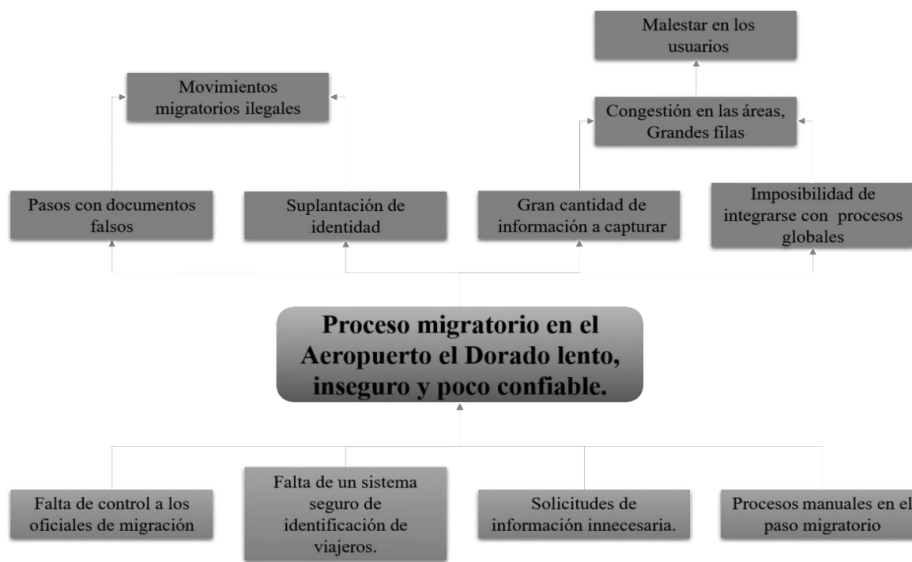 Malestar en los
usuarios
Movimientos
migratorios ilegales
Congestión en las áreas,
Grandes filas
Pasos con documentos
falsos
Suplantación de
identidad
Gran cantidad de
información a capturar
Imposibilidad de
integrarse con procesos
globales
Proceso migratorio en el
Aeropuerto el Dorado lento,
inseguro y poco confiable.
Falta de control a los
oficiales de migración
Falta de un sistema
seguro de
identificación de
viajeros.
Solicitudes de
información innecesaria.
Procesos manuales en el
paso migratorio